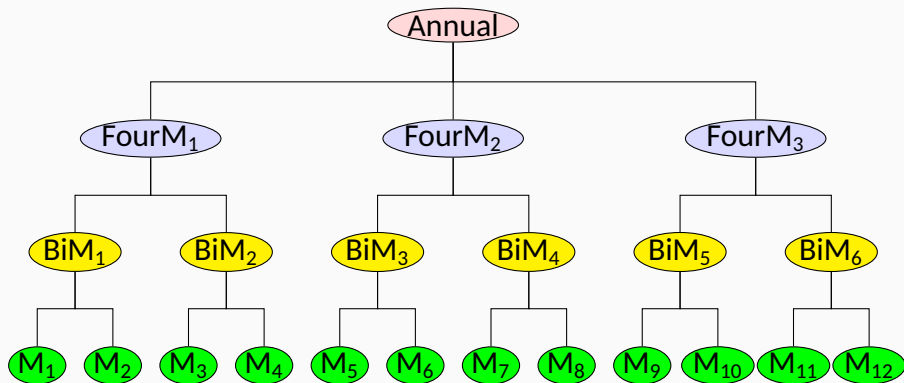 Annual
FourM₁ FourM₂ FourM₃
BiM₁ BiM₂ BiM₃ BiM₄ BiM₅ BiM₆
M₁ M₂ M₃ M₄ M₅ M₆ M₇ M₈ M₉ M₁₀ M₁₁ M₁₂